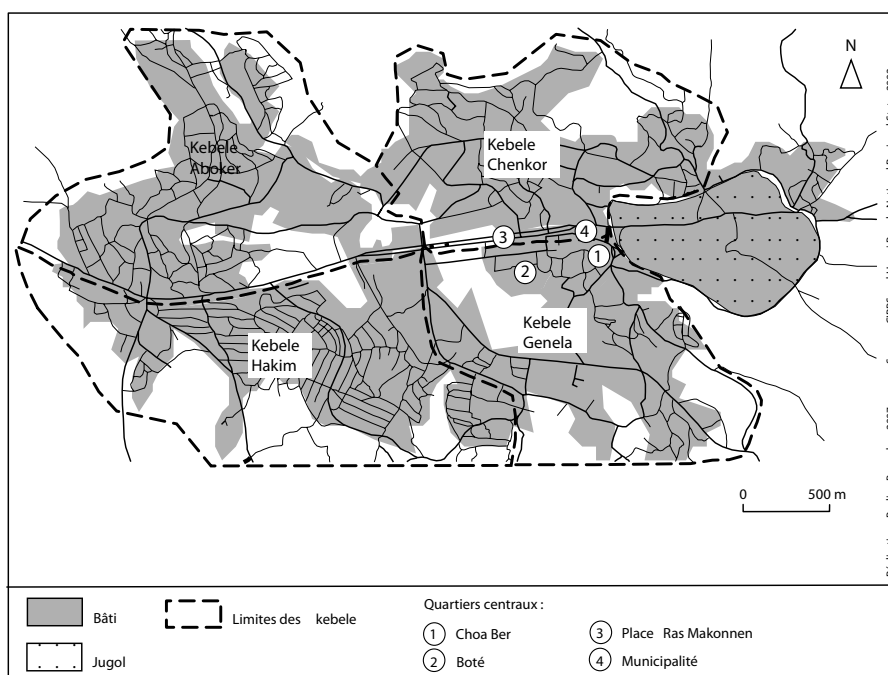 N
Kebele
Aboker
Kebele
Chenkor
3
4
1
2
Kebele
Hakim
Kebele
Genela
0 500 m
Bâti
Limites des kebele
Jugol
Quartiers centraux :
1 Choa Ber
2 Boté
3 Place Ras Makonnen
4 Municipalité